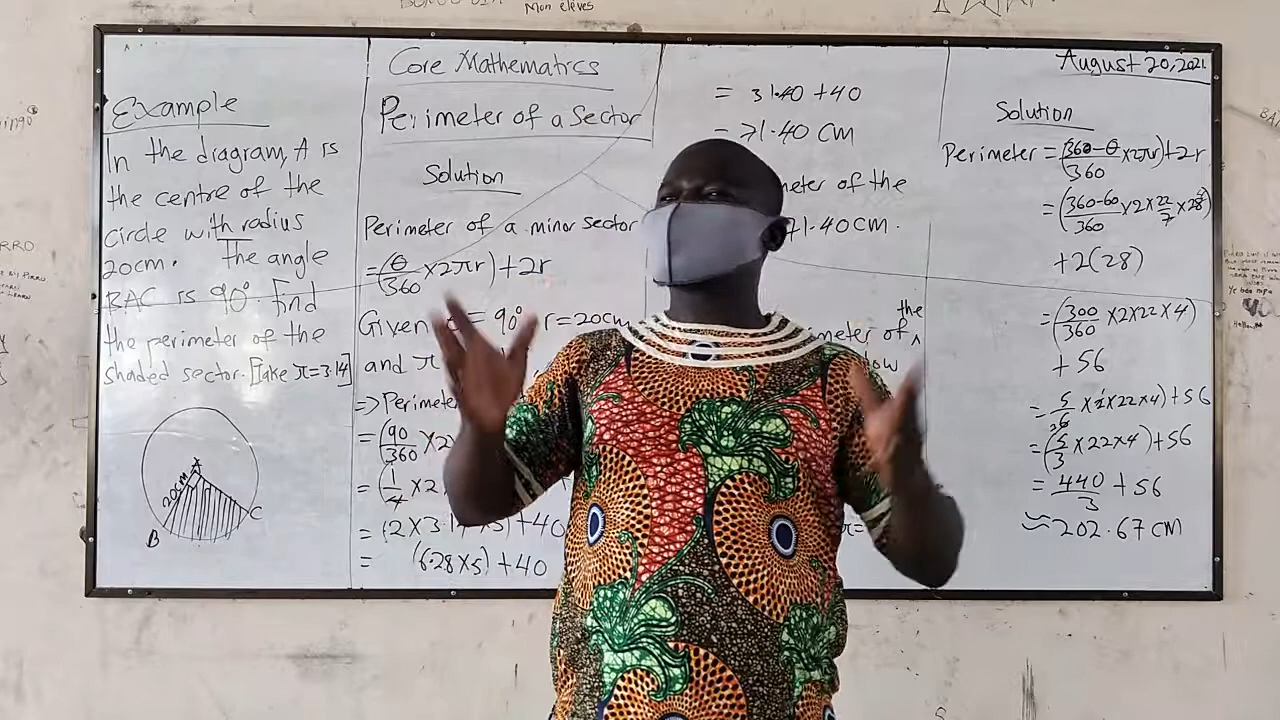 Mon elèves
Example
In the diagram, A is
the centre of the
circle with radius
20cm. The angle
BAC is 90°. Find
the perimeter of the
shaded sector. [Take π=3.14]
A
20cm
B
C
Core Mathematics
Perimeter of a Sector
Solution
Perimeter of a minor sector
=(θ/360 ×2πr)+2r
Given θ= 90° r=20cm
and π
=> Perimeter
=(90/360 ×2
=(1/4 ×2
=(2×3.14×5)+40
= (6.28×5)+40
= 31.40 +40
= 71.40 cm
of the
71.40cm.
the
meter of ^
August 20, 2021
Solution
Perimeter =(360-θ/360 ×2πr)+2r
=(360-60/360 ×2×22/7 ×28)
+2(28)
=(300/360 ×2×22×4)
+ 56
= 5/6 ×2×22×4)+56
=(5/3 ×22×4)+56
= 440/3 +56
≈202.67 cm